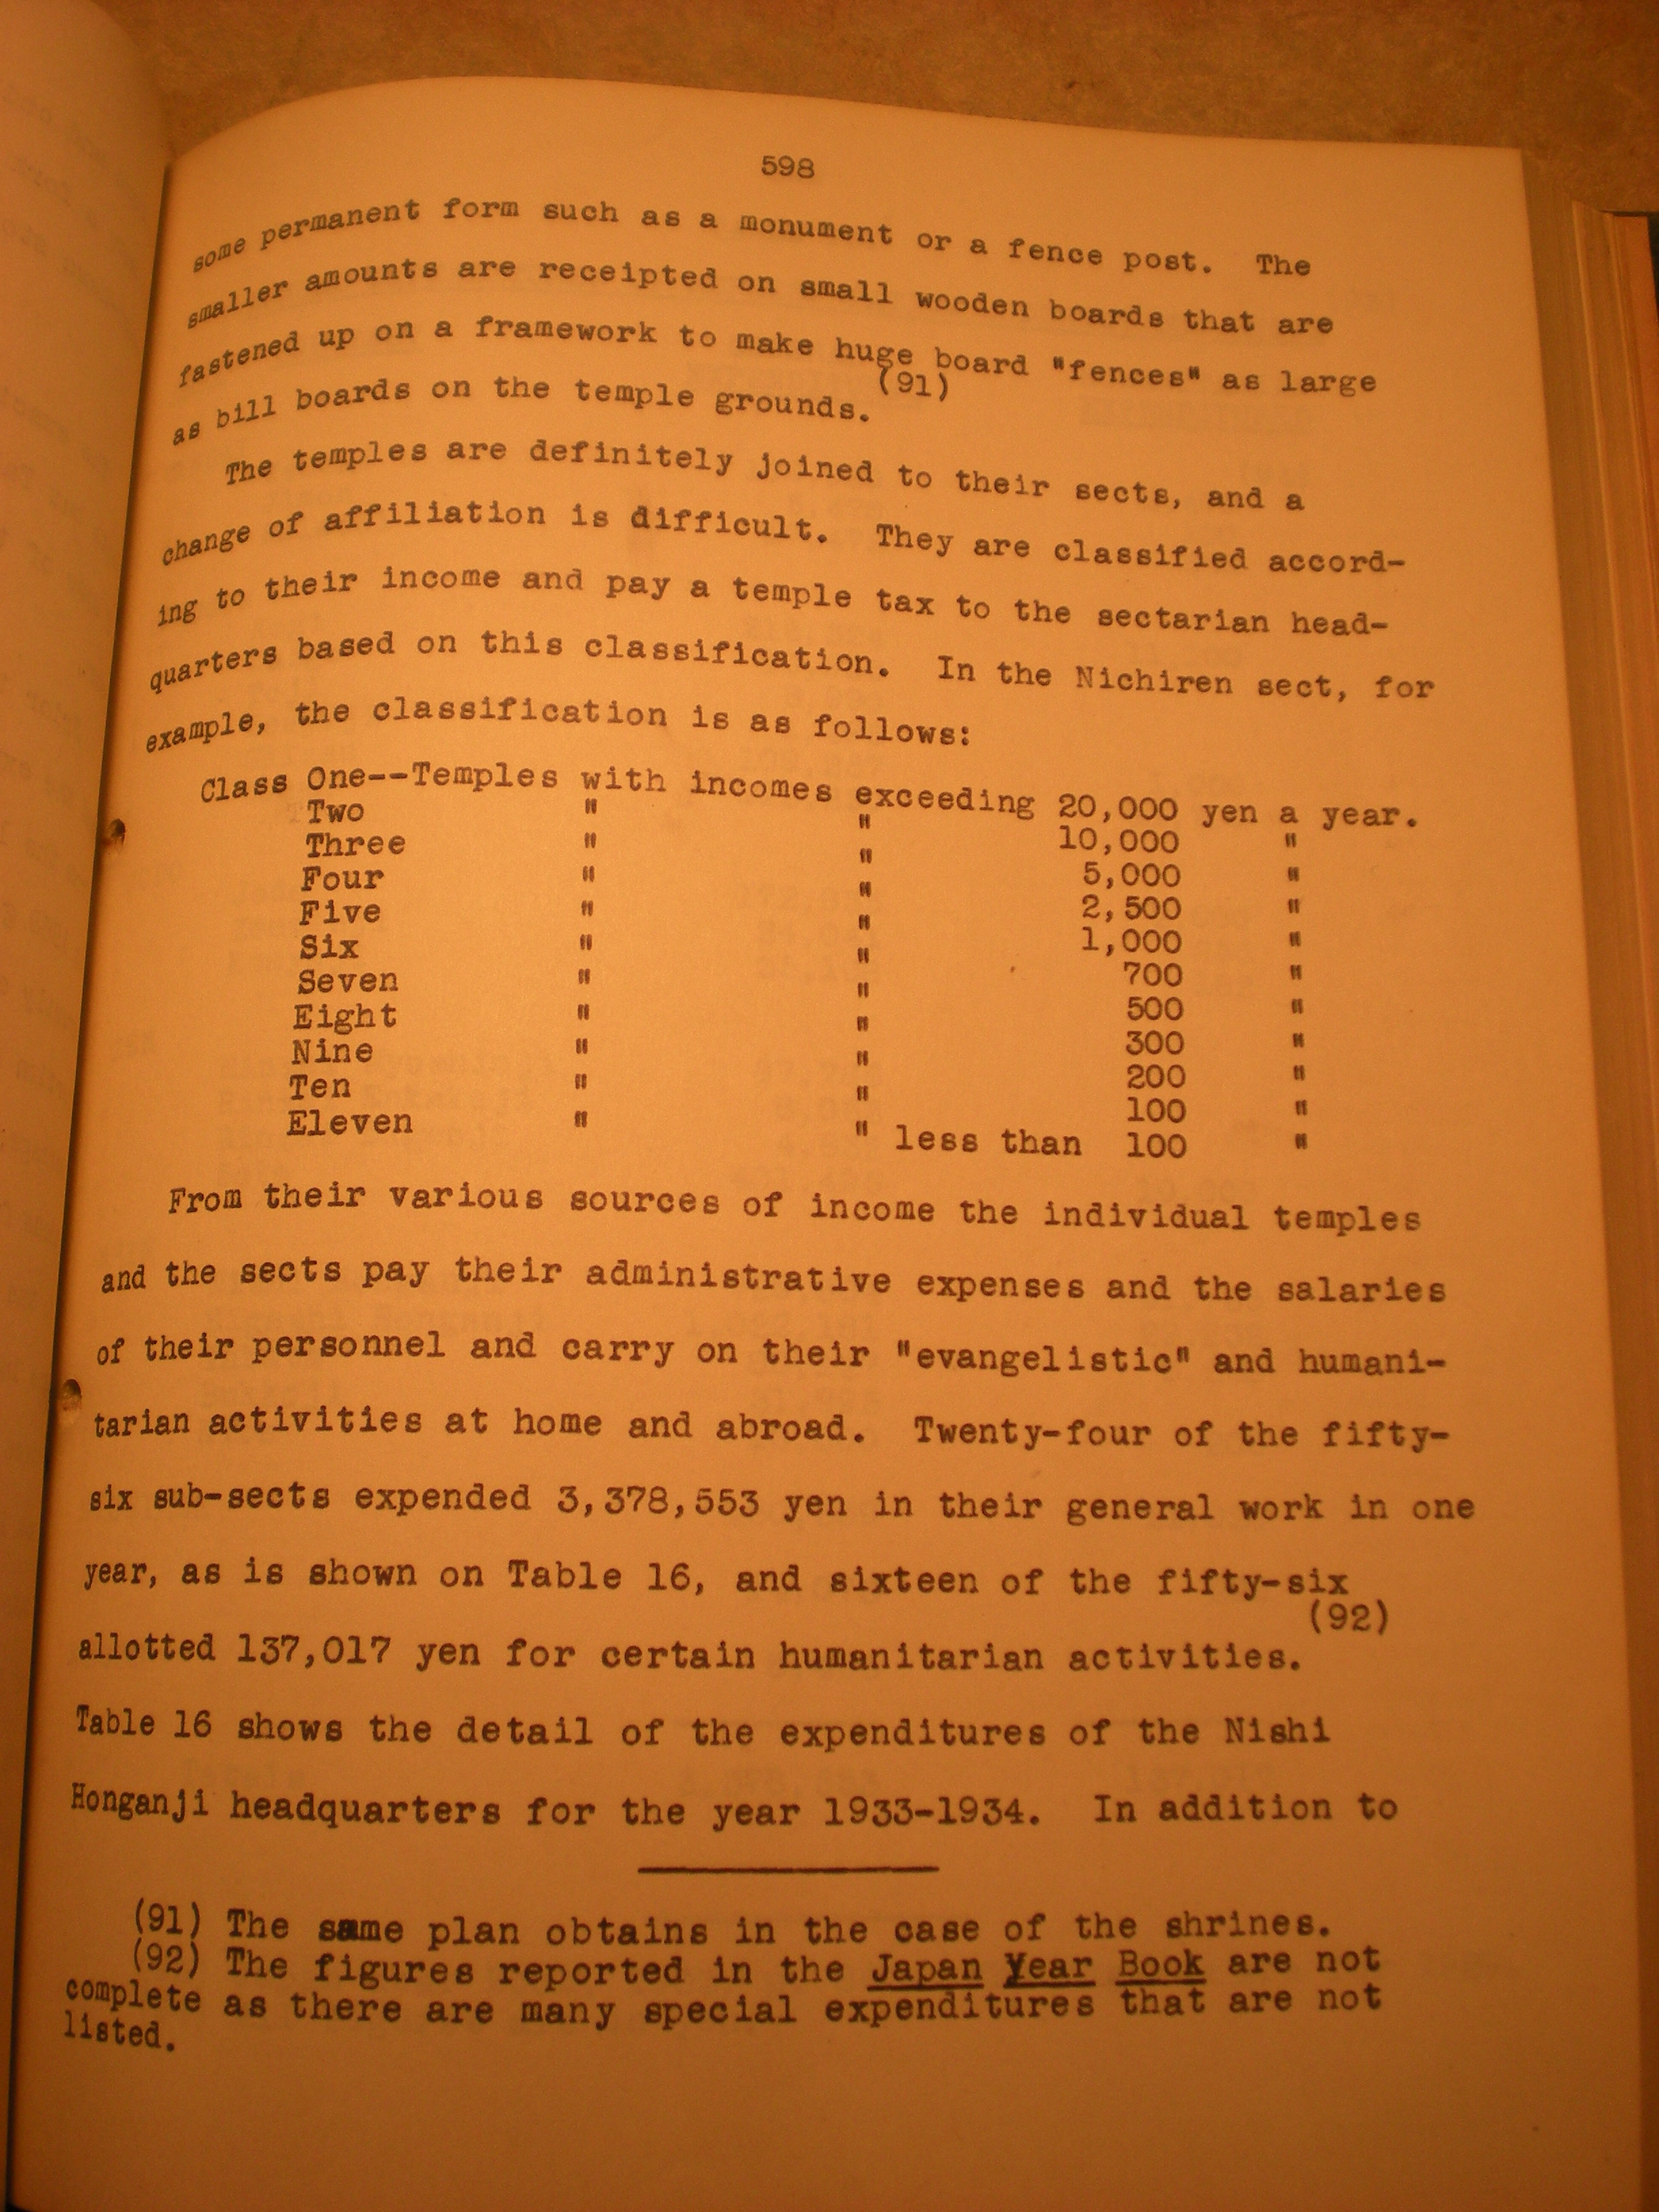 598
some permanent form such as a monument or a fence post. The
smaller amounts are receipted on small wooden boards that are
fastened up on a framework to make huge board "fences" as large
as bill boards on the temple grounds.(91)
The temples are definitely joined to their sects, and a
change of affiliation is difficult. They are classified accord-
ing to their income and pay a temple tax to the sectarian head-
quarters based on this classification. In the Nichiren sect, for
example, the classification is as follows:
Class One--Temples with incomes exceeding 20,000 yen a year.
Two " " 10,000 "
Three " " 5,000 "
Four " " 2,500 "
Five " " 1,000 "
Six " " 700 "
Seven " " 500 "
Eight " " 300 "
Nine " " 200 "
Ten " " 100 "
Eleven " " less than 100 "
From their various sources of income the individual temples
and the sects pay their administrative expenses and the salaries
of their personnel and carry on their "evangelistic" and humani-
tarian activities at home and abroad. Twenty-four of the fifty-
six sub-sects expended 3,378,553 yen in their general work in one
year, as is shown on Table 16, and sixteen of the fifty-six
allotted 137,017 yen for certain humanitarian activities.(92)
Table 16 shows the detail of the expenditures of the Nishi
Honganji headquarters for the year 1933-1934. In addition to
(91) The same plan obtains in the case of the shrines.
(92) The figures reported in the Japan Year Book are not
complete as there are many special expenditures that are not
listed.